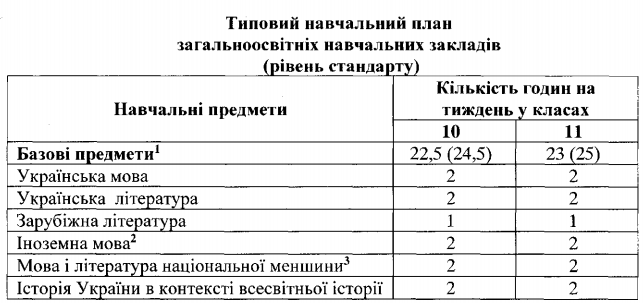 Типовий навчальний план
загальноосвітніх навчальних закладів
(рівень стандарту)
Навчальні предмети
Кількість годин на
тиждень у класах
10 11
Базові предмети¹ 22,5 (24,5) 23 (25)
Українська мова 2 2
Українська література 2 2
Зарубіжна література 1 1
Іноземна мова² 2 2
Мова і література національної меншини³ 2 2
Історія України в контексті всесвітньої історії 2 2